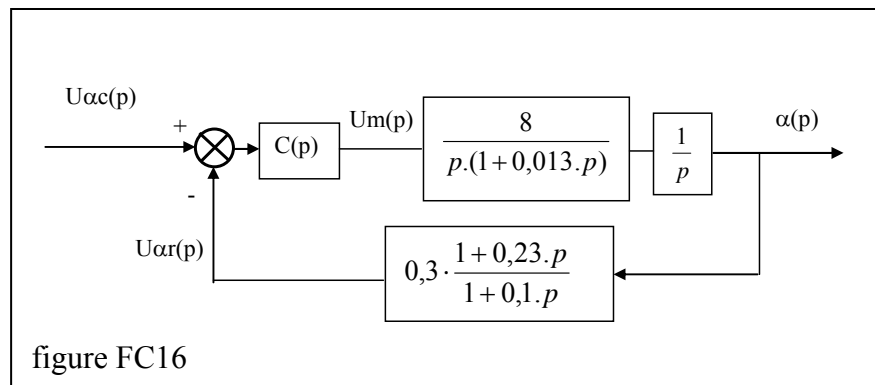 Uαc(p)
+
-
C(p)
Um(p)
8
p.(1+0,013.p)
1
p
α(p)
Uαr(p)
0,3 · 1+0,23.p
1+0,1.p
figure FC16